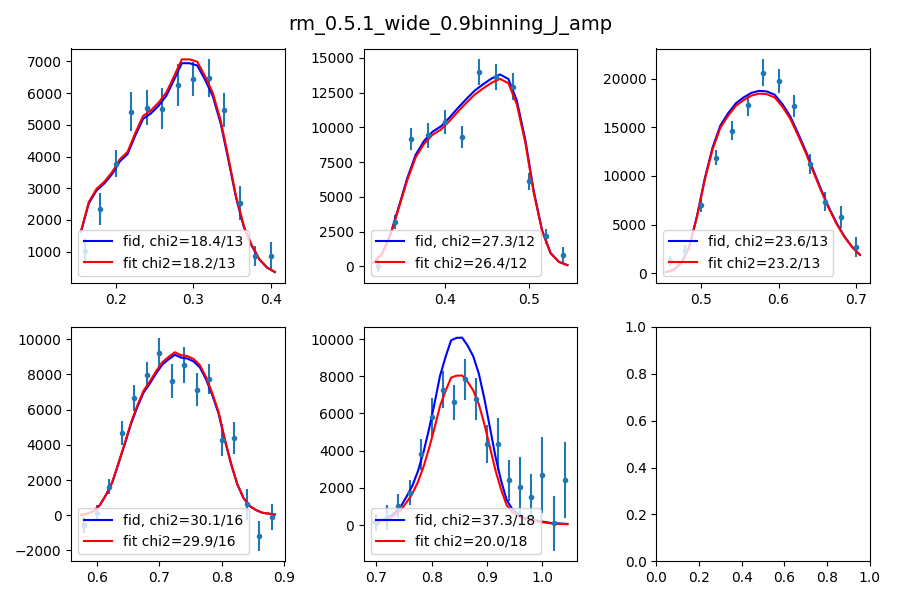 rm_0.5.1_wide_0.9binning_J_amp
7000
6000
5000
4000
3000
2000
1000
fid, chi2=18.4/13
fit chi2=18.2/13
0.2 0.3 0.4
15000
12500
10000
7500
5000
2500
0
fid, chi2=27.3/12
fit chi2=26.4/12
0.4 0.5
20000
15000
10000
5000
0
fid, chi2=23.6/13
fit chi2=23.2/13
0.5 0.6 0.7
10000
8000
6000
4000
2000
0
−2000
fid, chi2=30.1/16
fit chi2=29.9/16
0.6 0.7 0.8 0.9
10000
8000
6000
4000
2000
0
fid, chi2=37.3/18
fit chi2=20.0/18
0.7 0.8 0.9 1.0
1.0
0.8
0.6
0.4
0.2
0.0
0.0 0.2 0.4 0.6 0.8 1.0